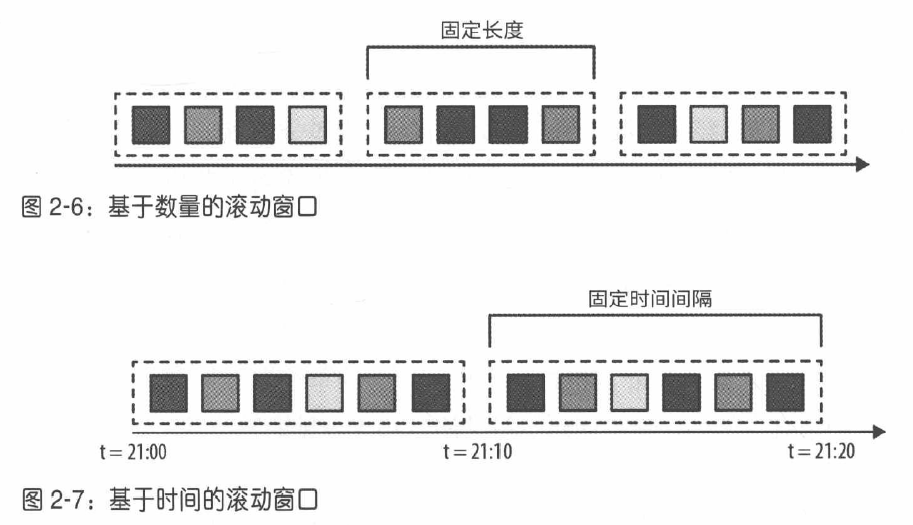 固定长度
图 2-6：基于数量的滚动窗口
固定时间间隔
t = 21:00
t = 21:10
t = 21:20
图 2-7：基于时间的滚动窗口